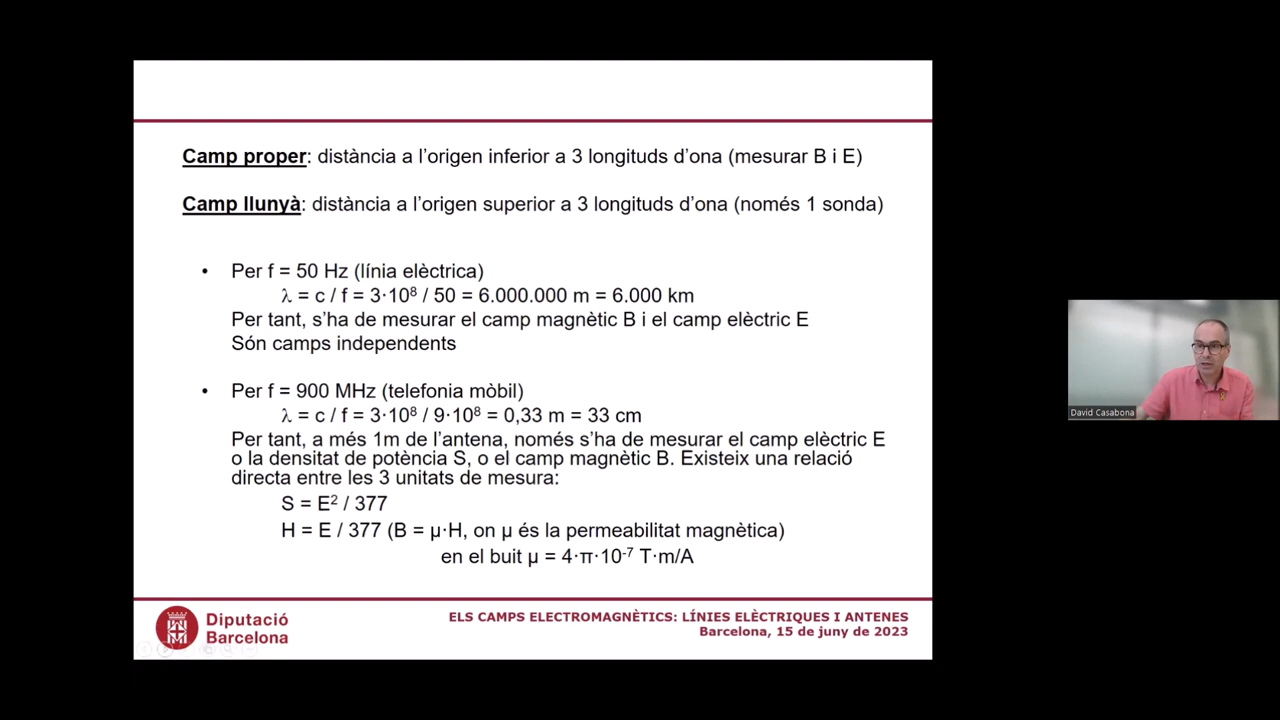 Camp proper: distància a l'origen inferior a 3 longituds d'ona (mesurar B i E)
Camp llunyà: distància a l'origen superior a 3 longituds d'ona (només 1 sonda)
• Per f = 50 Hz (línia elèctrica)
λ = c / f = 3·10⁸ / 50 = 6.000.000 m = 6.000 km
Per tant, s'ha de mesurar el camp magnètic B i el camp elèctric E
Són camps independents
• Per f = 900 MHz (telefonia mòbil)
λ = c / f = 3·10⁸ / 9·10⁸ = 0,33 m = 33 cm
Per tant, a més 1m de l'antena, només s'ha de mesurar el camp elèctric E
o la densitat de potència S, o el camp magnètic B. Existeix una relació
directa entre les 3 unitats de mesura:
S = E² / 377
H = E / 377 (B = μ·H, on μ és la permeabilitat magnètica)
en el buit μ = 4·π·10⁻⁷ T·m/A
Diputació
Barcelona
ELS CAMPS ELECTROMAGNÈTICS: LÍNIES ELÈCTRIQUES I ANTENES
Barcelona, 15 de juny de 2023
David Casabona